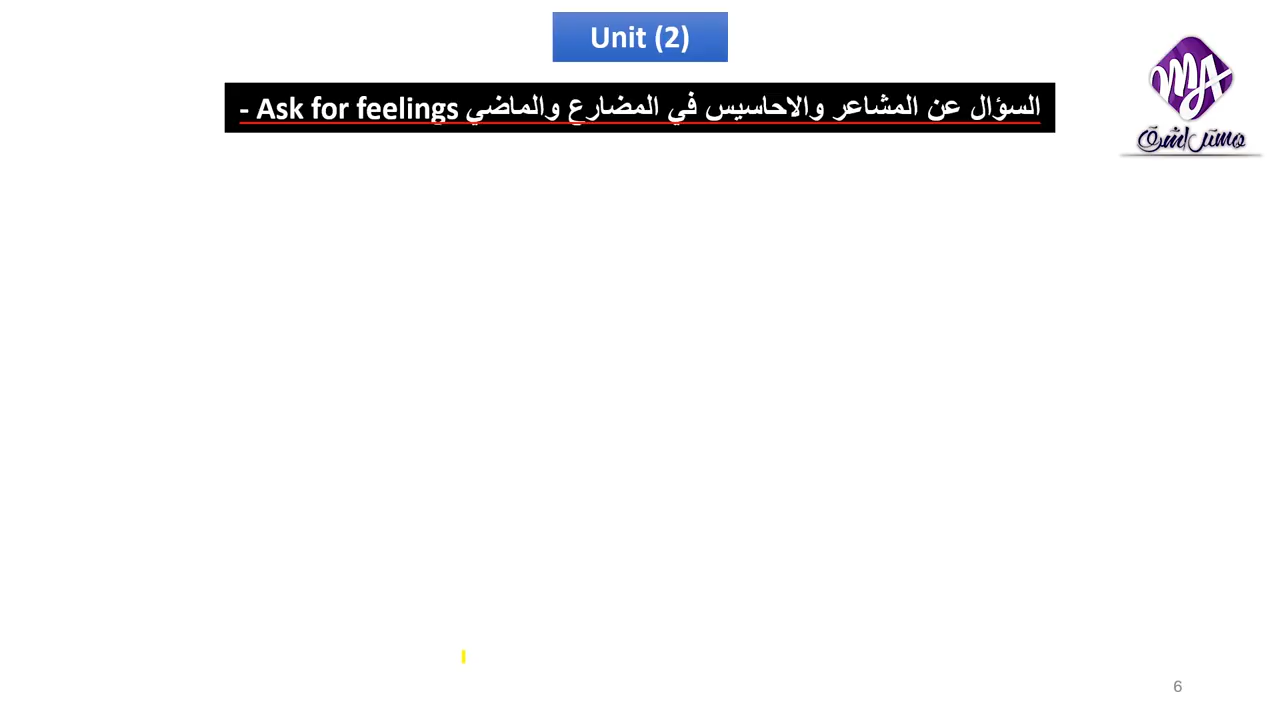 Unit (2)
- Ask for feelings السؤال عن المشاعر والاحاسيس في المضارع والماضي
MA
مستر اشرف
6